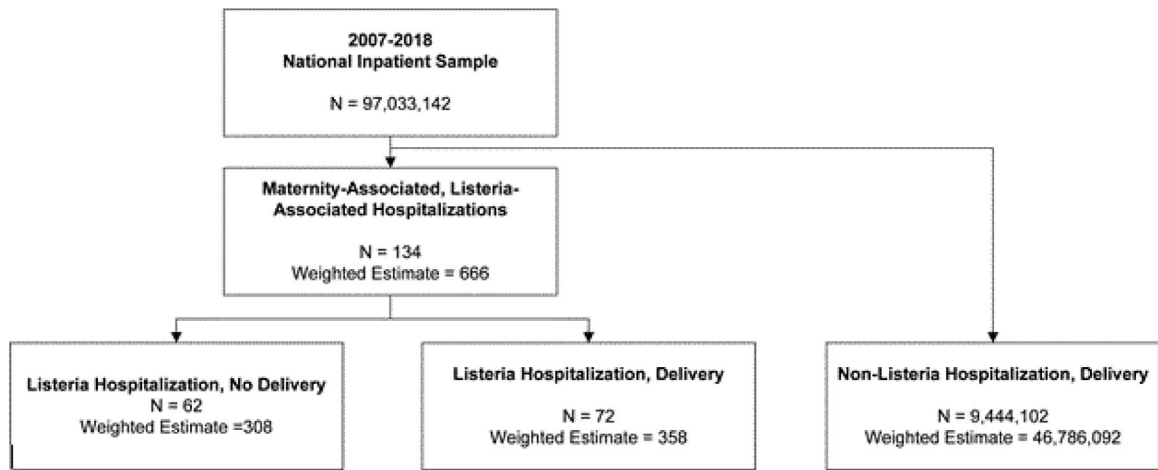 2007-2018
National Inpatient Sample
N = 97,033,142
Maternity-Associated, Listeria-
Associated Hospitalizations
N = 134
Weighted Estimate = 666
Listeria Hospitalization, No Delivery
N = 62
Weighted Estimate =308
Listeria Hospitalization, Delivery
N = 72
Weighted Estimate = 358
Non-Listeria Hospitalization, Delivery
N = 9,444,102
Weighted Estimate = 46,786,092